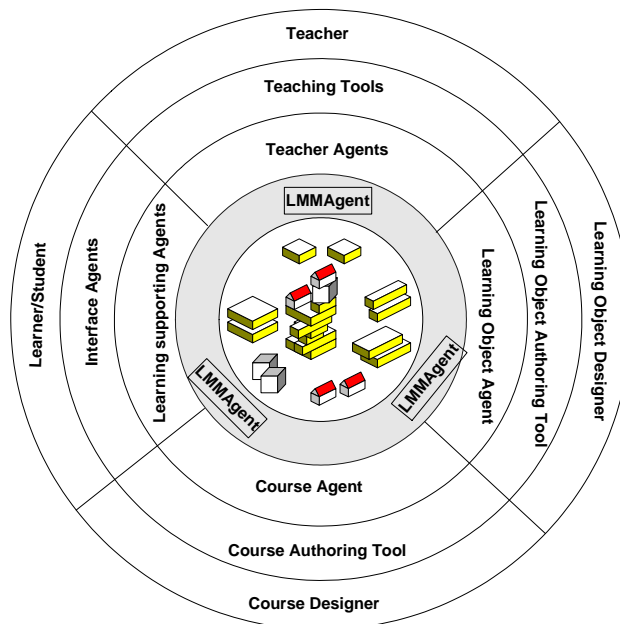 Teacher
Teaching Tools
Teacher Agents
LMMAgent
Learner/Student
Interface Agents
Learning supporting Agents
Learning Object Agent
Learning Object Authoring Tool
Learning Object Designer
LMMAgent
LMMAgent
Course Agent
Course Authoring Tool
Course Designer